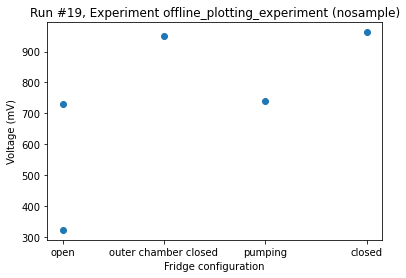 Run #19, Experiment offline_plotting_experiment (nosample)
Voltage (mV)
900
800
700
600
500
400
300
open outer chamber closed pumping closed
Fridge configuration